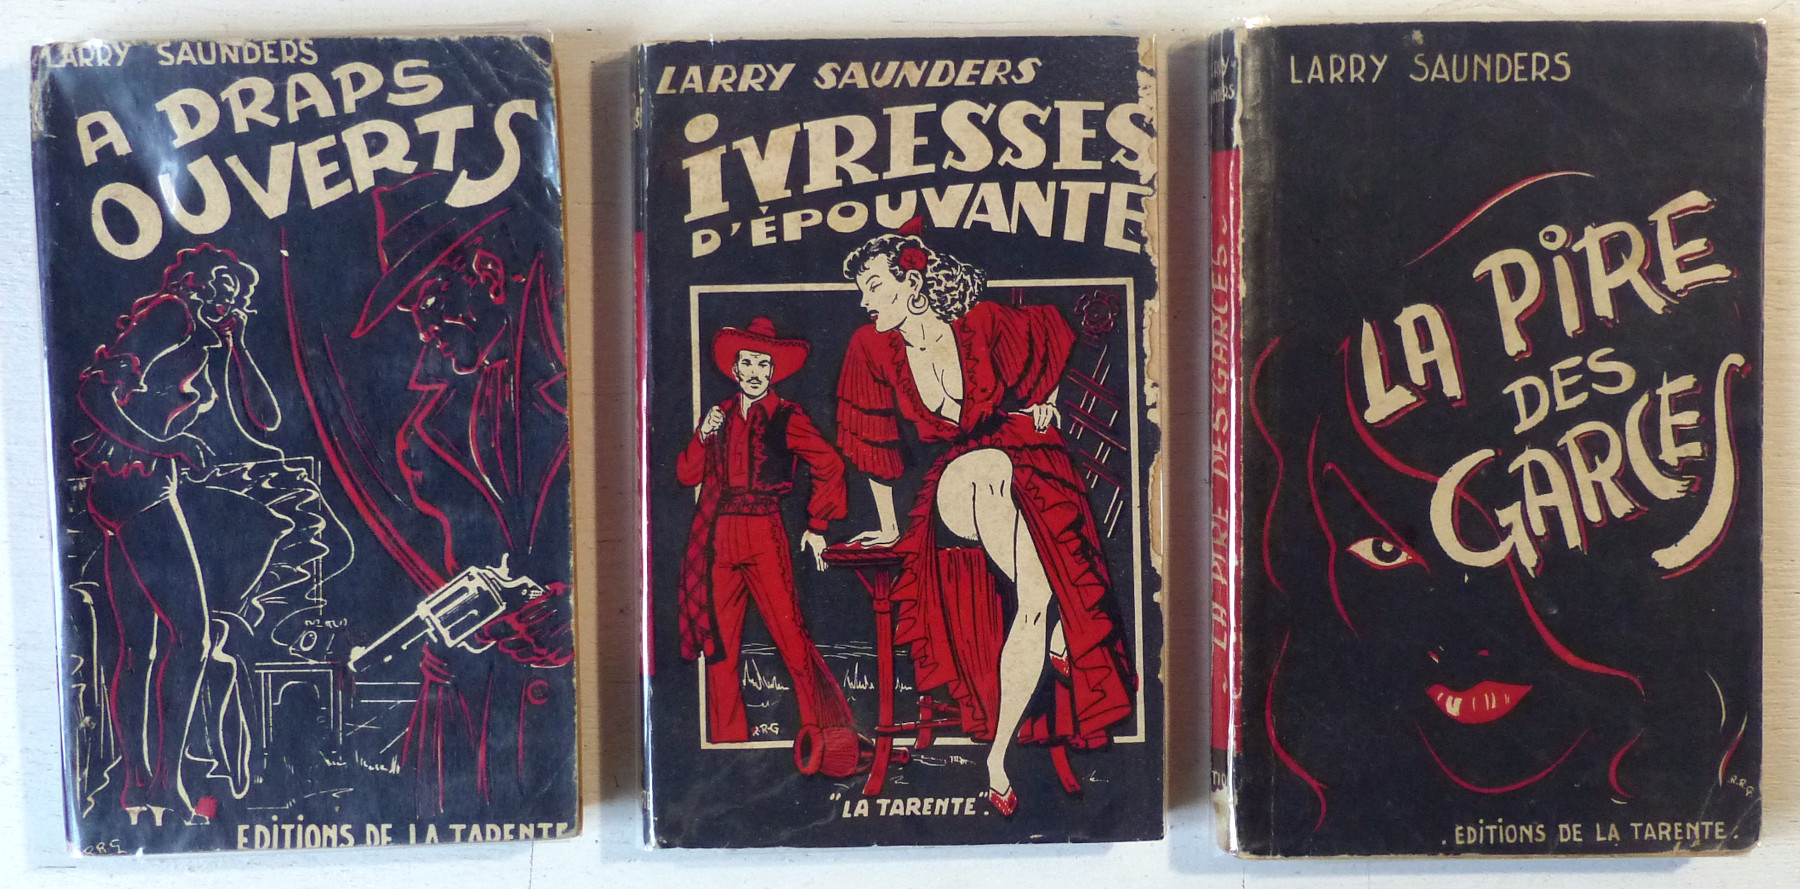 LARRY SAUNDERS
A DRAPS
OUVERTS
R.R.G
EDITIONS DE LA TARENTE
LARRY SAUNDERS
iVRESSES
D'ÉPOUVANTE
R.R.G
"LA TARENTE".
~ LA PIRE DES GARCES ~
LARRY SAUNDERS
LA PiRE
DES
GARCES
R.R.G
.EDITIONS DE LA TARENTE.